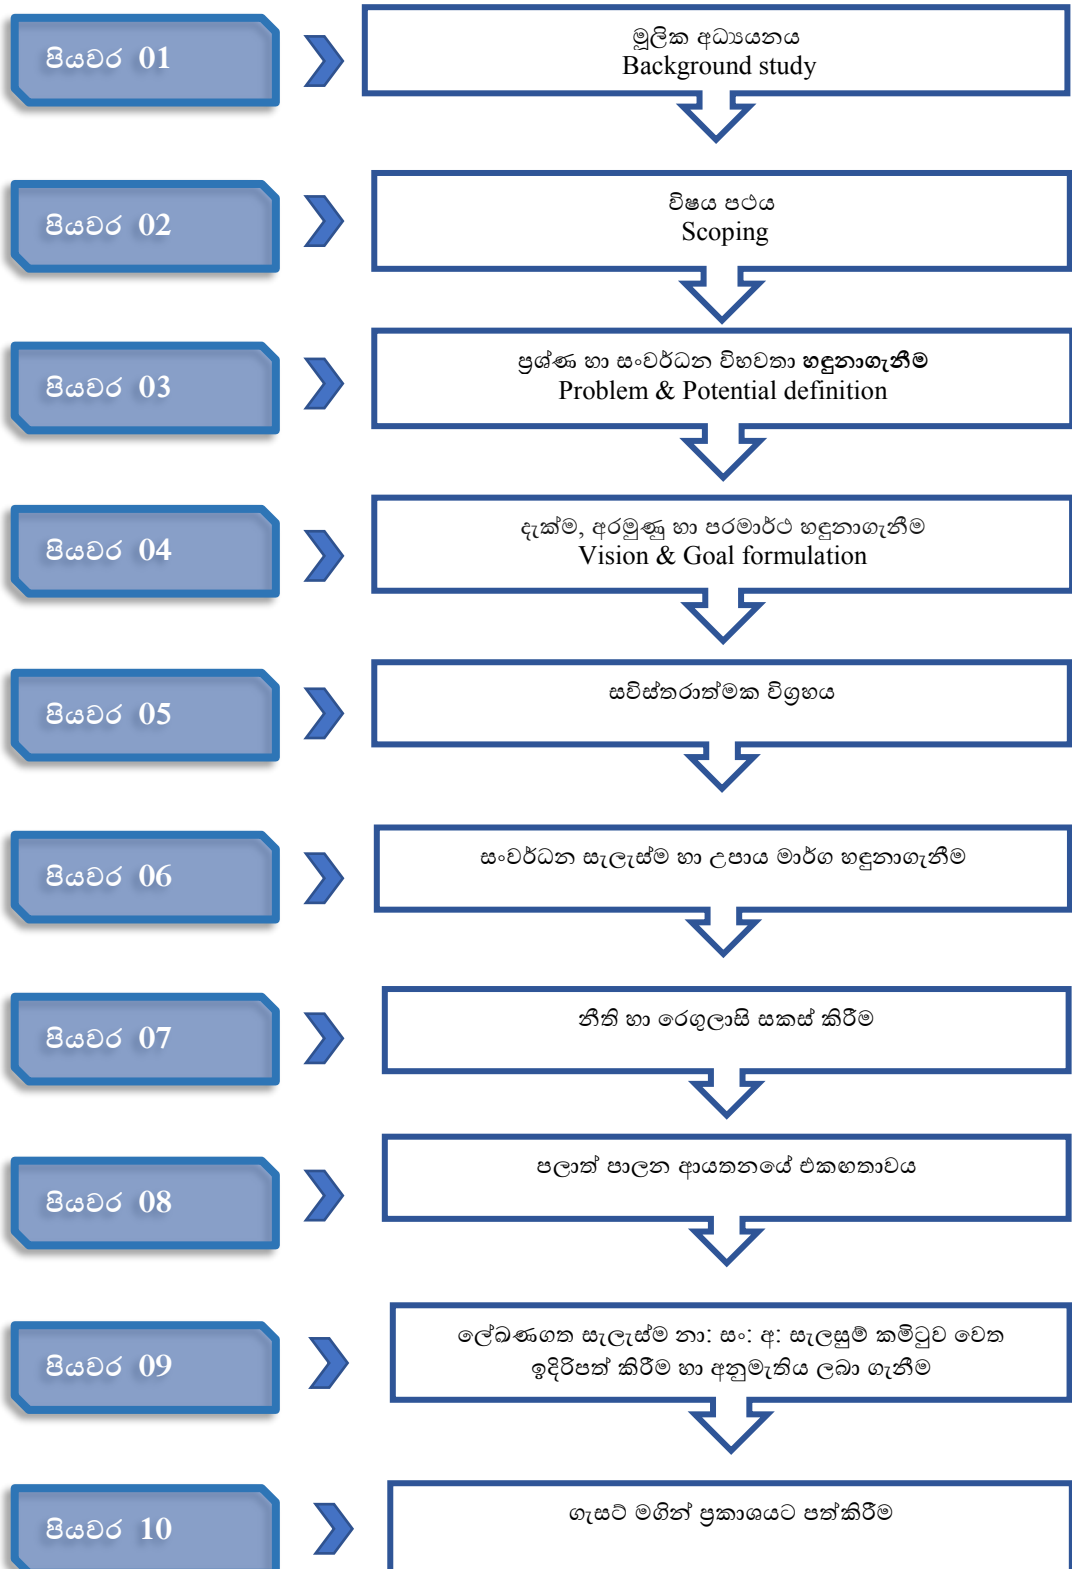 පියවර 01
මූලික අධ්‍යයනය
Background study
පියවර 02
විෂය පථය
Scoping
පියවර 03
ප්‍රශ්ණ හා සංවර්ධන විභවතා හඳුනාගැනීම
Problem & Potential definition
පියවර 04
දැක්ම, අරමුණු හා පරමාර්ථ හඳුනාගැනීම
Vision & Goal formulation
පියවර 05
සවිස්තරාත්මක විග්‍රහය
පියවර 06
සංවර්ධන සැලැස්ම හා උපාය මාර්ග හඳුනාගැනීම
පියවර 07
නීති හා රෙගුලාසි සකස් කිරීම
පියවර 08
පලාත් පාලන ආයතනයේ එකඟතාවය
පියවර 09
ලේඛණගත සැලැස්ම නා: සං: අ: සැලසුම් කමිටුව වෙත
ඉදිරිපත් කිරීම හා අනුමැතිය ලබා ගැනීම
පියවර 10
ගැසට් මගින් ප්‍රකාශයට පත්කිරීම